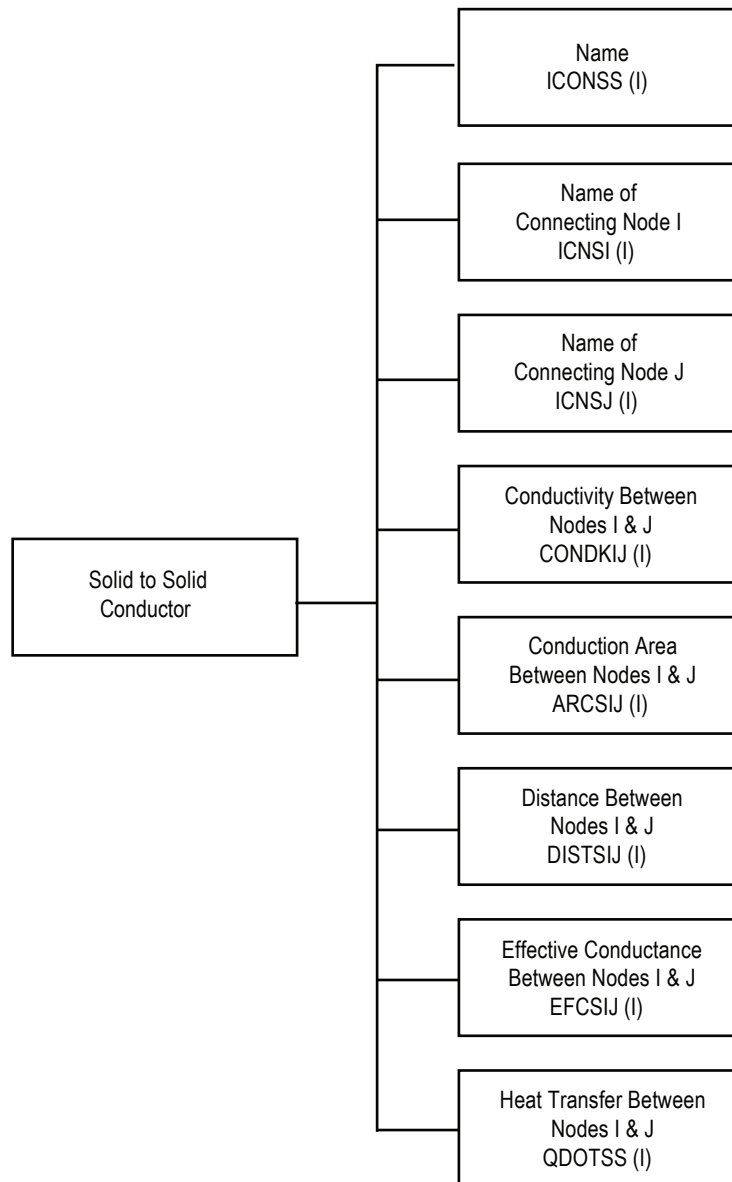 Name
ICONSS (I)
Name of
Connecting Node I
ICNSI (I)
Name of
Connecting Node J
ICNSJ (I)
Conductivity Between
Nodes I & J
CONDKIJ (I)
Solid to Solid
Conductor
Conduction Area
Between Nodes I & J
ARCSIJ (I)
Distance Between
Nodes I & J
DISTSIJ (I)
Effective Conductance
Between Nodes I & J
EFCSIJ (I)
Heat Transfer Between
Nodes I & J
QDOTSS (I)